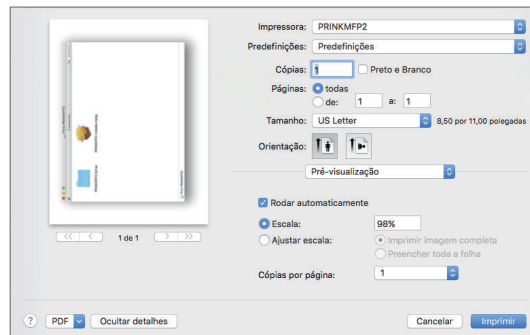 Impressora: PRINKMFP2
Predefinições: Predefinições
Cópias: 1 Preto e Branco
Páginas: todas
de: 1 a: 1
Tamanho: US Letter 8,50 por 11,00 polegadas
Orientação:
Pré-visualização
Rodar automaticamente
Escala: 98%
Ajustar escala: Imprimir imagem completa
Preencher toda a folha
Cópias por página: 1
<< < 1 de 1 > >>
? PDF Ocultar detalhes Cancelar Imprimir